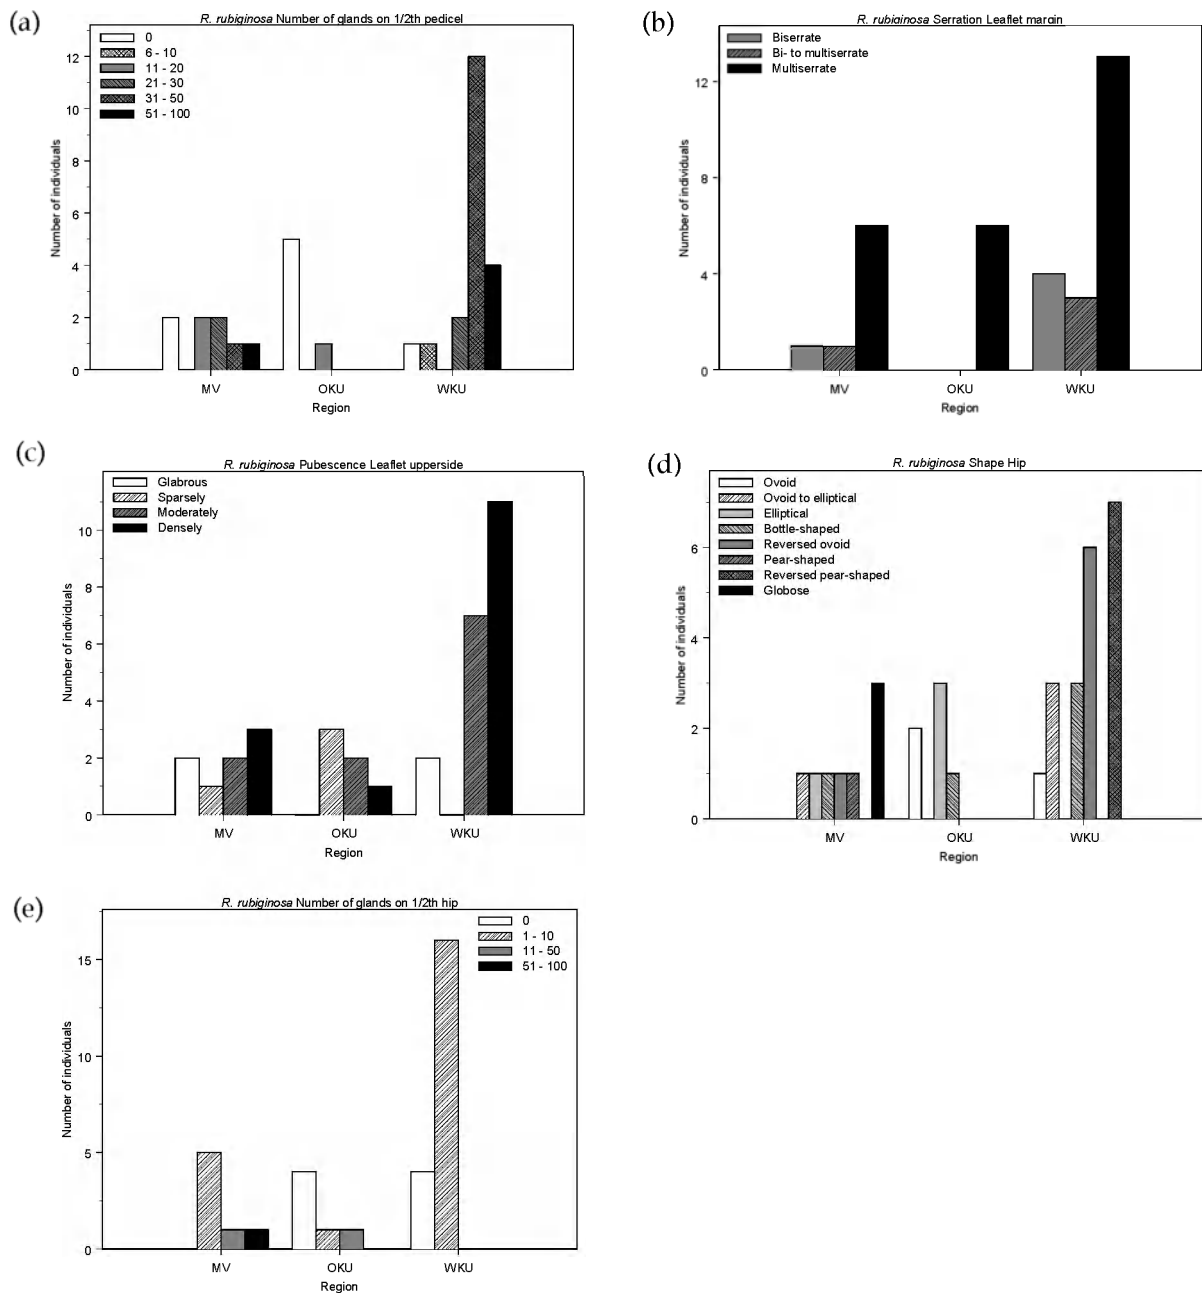 (a)
R. rubiginosa Number of glands on 1/2th pedicel
0
6 - 10
11 - 20
21 - 30
31 - 50
51 - 100
12
10
8
6
4
2
0
Number of individuals
MV OKU WKU
Region
(b)
R. rubiginosa Serration Leaflet margin
Biserrate
Bi- to multiserrate
Multiserrate
12
8
4
0
Number of individuals
MV OKU WKU
Region
(c)
R. rubiginosa Pubescence Leaflet upperside
Glabrous
Sparsely
Moderately
Densely
10
8
6
4
2
0
Number of individuals
MV OKU WKU
Region
(d)
R. rubiginosa Shape Hip
Ovoid
Ovoid to elliptical
Elliptical
Bottle-shaped
Reversed ovoid
Pear-shaped
Reversed pear-shaped
Globose
6
4
2
0
Number of individuals
MV OKU WKU
Region
(e)
R. rubiginosa Number of glands on 1/2th hip
0
1 - 10
11 - 50
51 - 100
15
10
5
0
Number of individuals
MV OKU WKU
Region